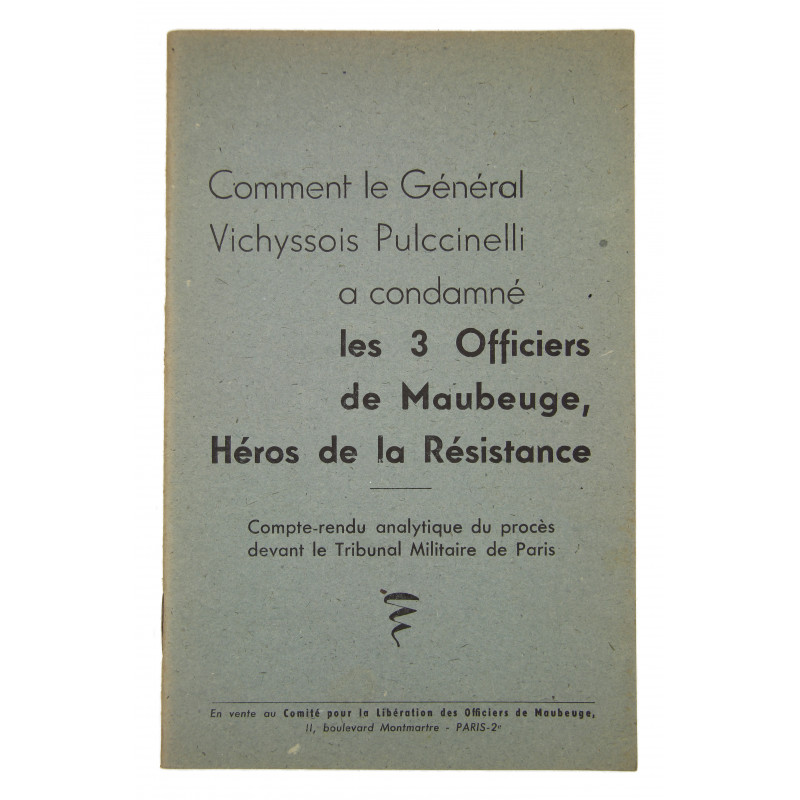 Comment le Général
Vichyssois Pulccinelli
a condamné
les 3 Officiers
de Maubeuge,
Héros de la Résistance
Compte-rendu analytique du procès
devant le Tribunal Militaire de Paris
En vente au Comité pour la Libération des Officiers de Maubeuge,
11, boulevard Montmartre - PARIS-2e